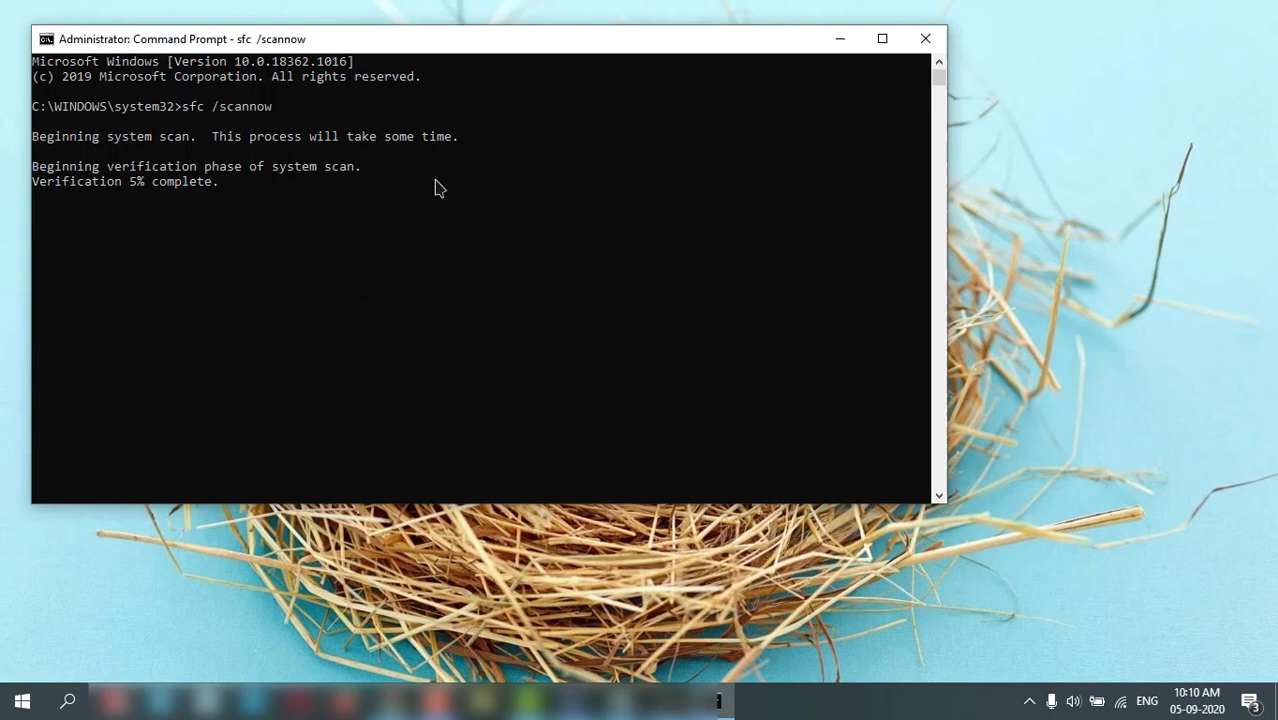 Administrator: Command Prompt - sfc  /scannow
Microsoft Windows [Version 10.0.18362.1016]
(c) 2019 Microsoft Corporation. All rights reserved.
C:\WINDOWS\system32>sfc /scannow
Beginning system scan.  This process will take some time.
Beginning verification phase of system scan.
Verification 5% complete.
ENG
10:10 AM
05-09-2020
3